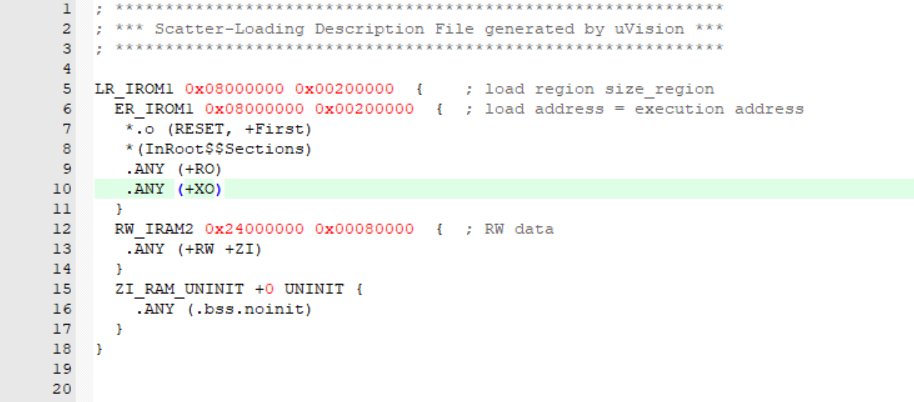 1 ; *************************************************************
2 ; *** Scatter-Loading Description File generated by uVision ***
3 ; *************************************************************
4
5 LR_IROM1 0x08000000 0x00200000  {    ; load region size_region
6   ER_IROM1 0x08000000 0x00200000  {  ; load address = execution address
7    *.o (RESET, +First)
8    *(InRoot$$Sections)
9    .ANY (+RO)
10    .ANY (+XO)
11   }
12   RW_IRAM2 0x24000000 0x00080000  {  ; RW data
13    .ANY (+RW +ZI)
14   }
15   ZI_RAM_UNINIT +0 UNINIT {
16     .ANY (.bss.noinit)
17   }
18 }
19
20